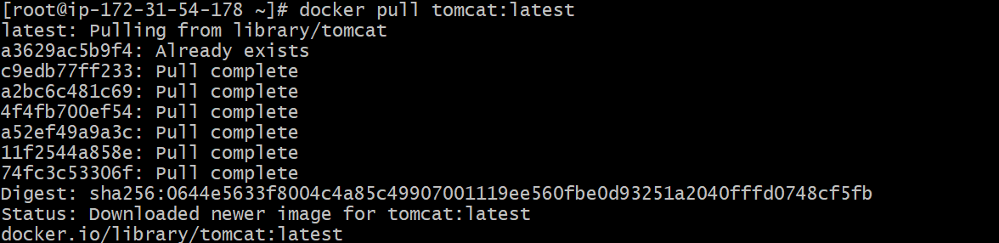 [root@ip-172-31-54-178 ~]# docker pull tomcat:latest
latest: Pulling from library/tomcat
a3629ac5b9f4: Already exists
c9edb77ff233: Pull complete
a2bc6c481c69: Pull complete
4f4fb700ef54: Pull complete
a52ef49a9a3c: Pull complete
11f2544a858e: Pull complete
74fc3c53306f: Pull complete
Digest: sha256:0644e5633f8004c4a85c49907001119ee560fbe0d93251a2040fffd0748cf5fb
Status: Downloaded newer image for tomcat:latest
docker.io/library/tomcat:latest